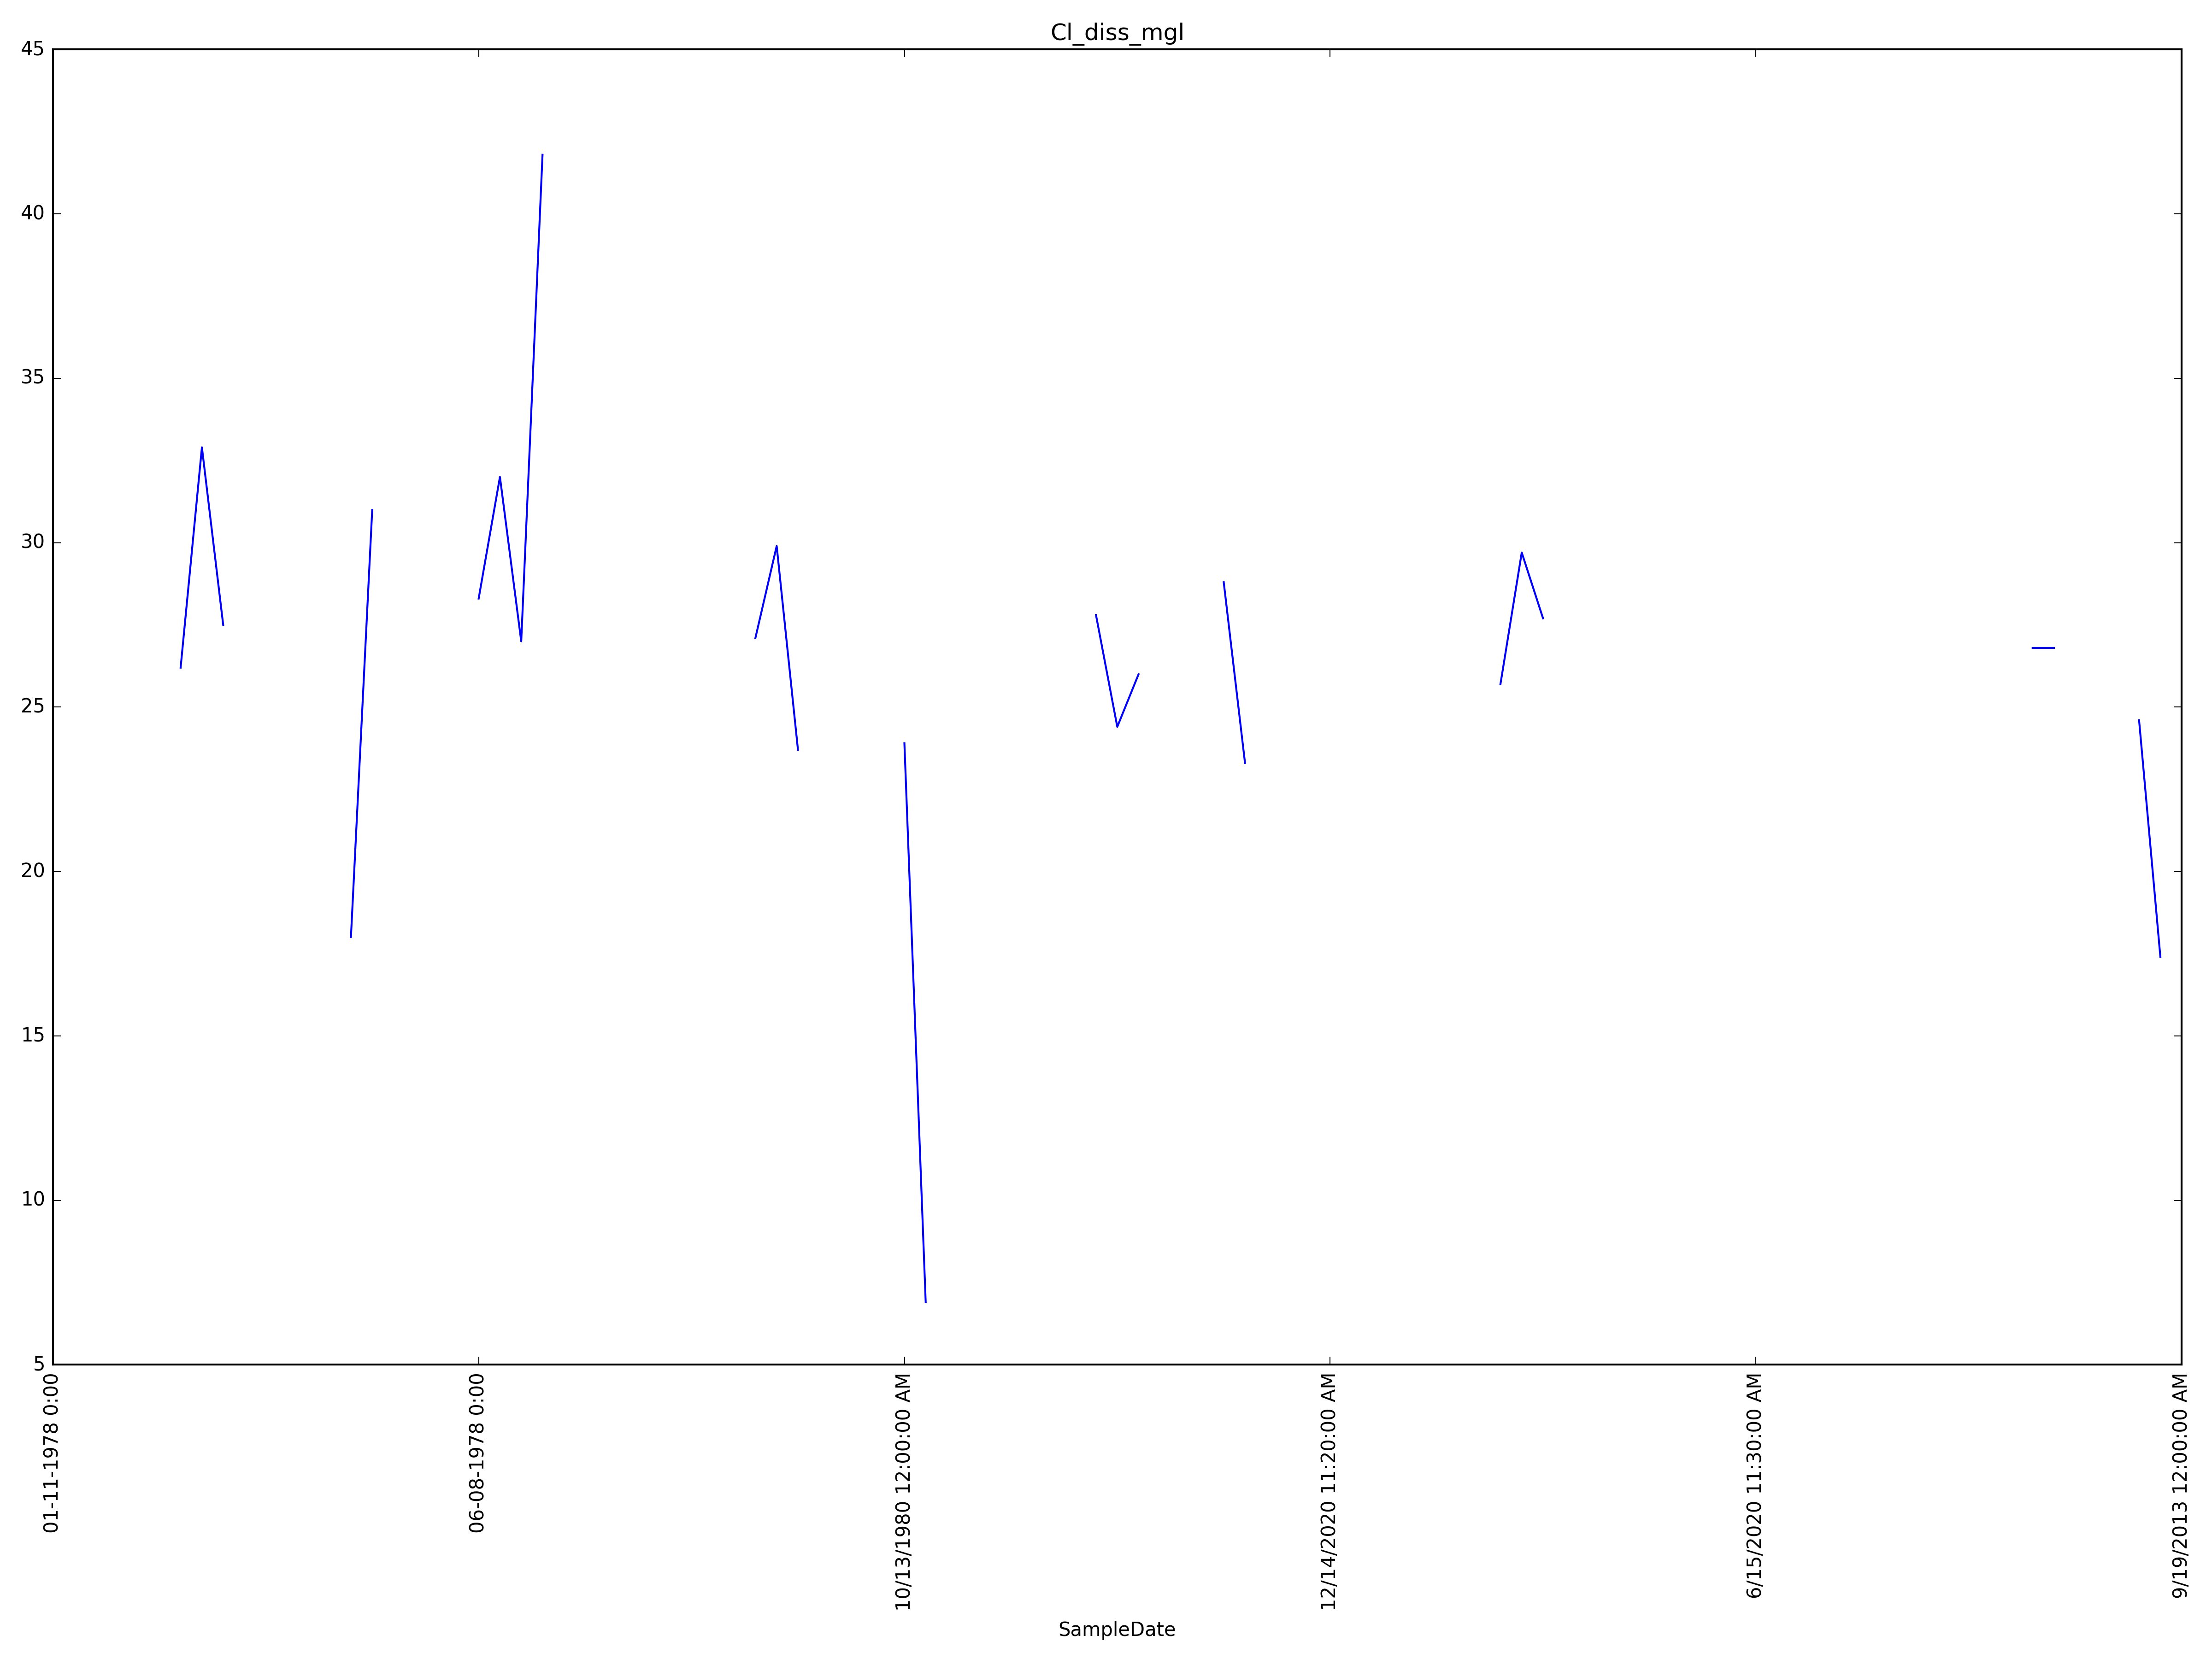 Cl_diss_mgl
45
40
35
30
25
20
15
10
5
01-11-1978 0:00
06-08-1978 0:00
10/13/1980 12:00:00 AM
12/14/2020 11:20:00 AM
6/15/2020 11:30:00 AM
9/19/2013 12:00:00 AM
SampleDate